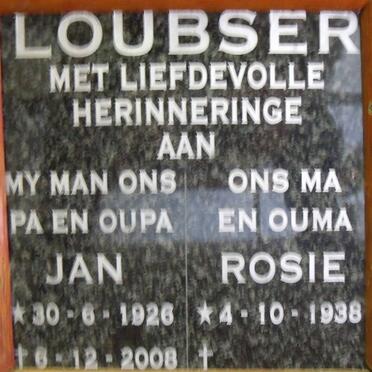 LOUBSER
MET LIEFDEVOLLE
HERINNERINGE
AAN
MY MAN ONS
PA EN OUPA
JAN
★ 30 - 6 - 1926
† 6 - 12 - 2008
ONS MA
EN OUMA
ROSIE
★ 4 - 10 - 1938
†